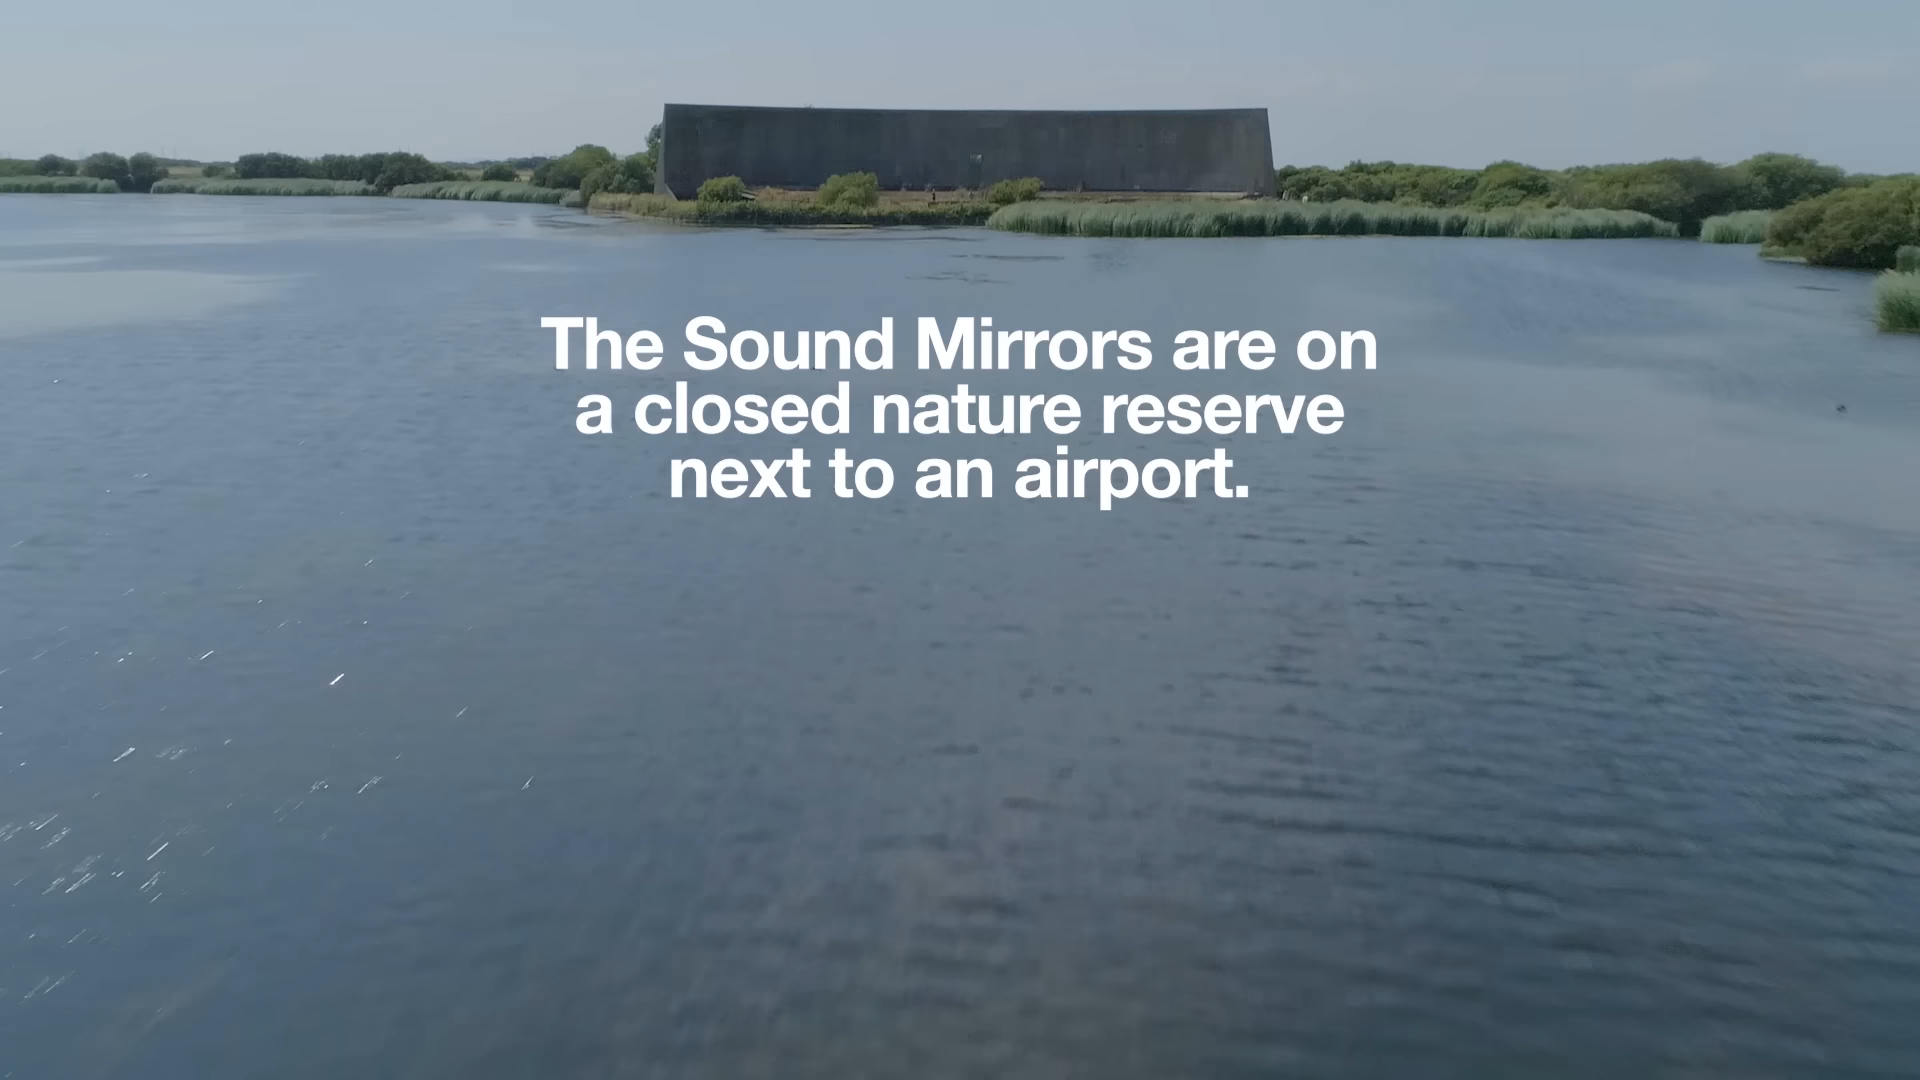 The Sound Mirrors are on
a closed nature reserve
next to an airport.